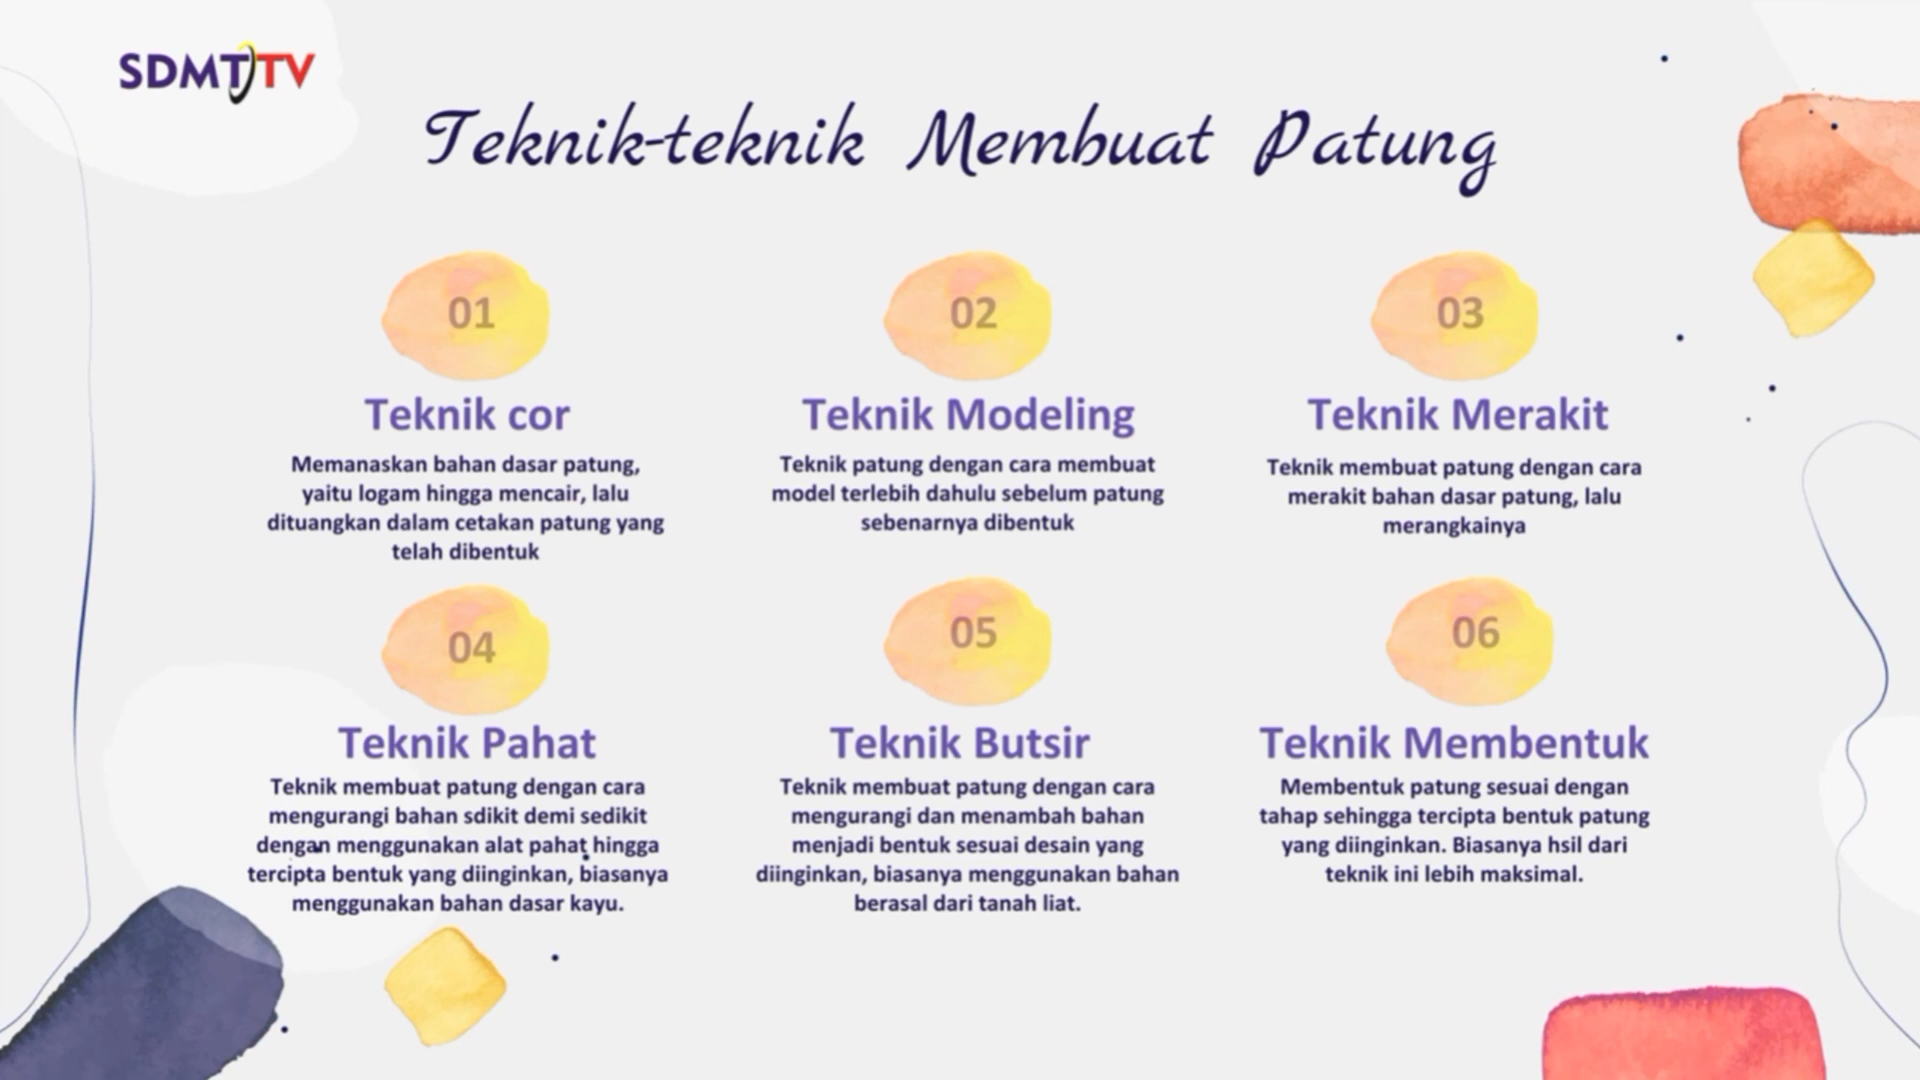 SDMT TV
Teknik-teknik Membuat Patung
01
Teknik cor
Memanaskan bahan dasar patung,
yaitu logam hingga mencair, lalu
dituangkan dalam cetakan patung yang
telah dibentuk
02
Teknik Modeling
Teknik patung dengan cara membuat
model terlebih dahulu sebelum patung
sebenarnya dibentuk
03
Teknik Merakit
Teknik membuat patung dengan cara
merakit bahan dasar patung, lalu
merangkainya
04
Teknik Pahat
Teknik membuat patung dengan cara
mengurangi bahan sdikit demi sedikit
dengan menggunakan alat pahat hingga
tercipta bentuk yang diinginkan, biasanya
menggunakan bahan dasar kayu.
05
Teknik Butsir
Teknik membuat patung dengan cara
mengurangi dan menambah bahan
menjadi bentuk sesuai desain yang
diinginkan, biasanya menggunakan bahan
berasal dari tanah liat.
06
Teknik Membentuk
Membentuk patung sesuai dengan
tahap sehingga tercipta bentuk patung
yang diinginkan. Biasanya hsil dari
teknik ini lebih maksimal.